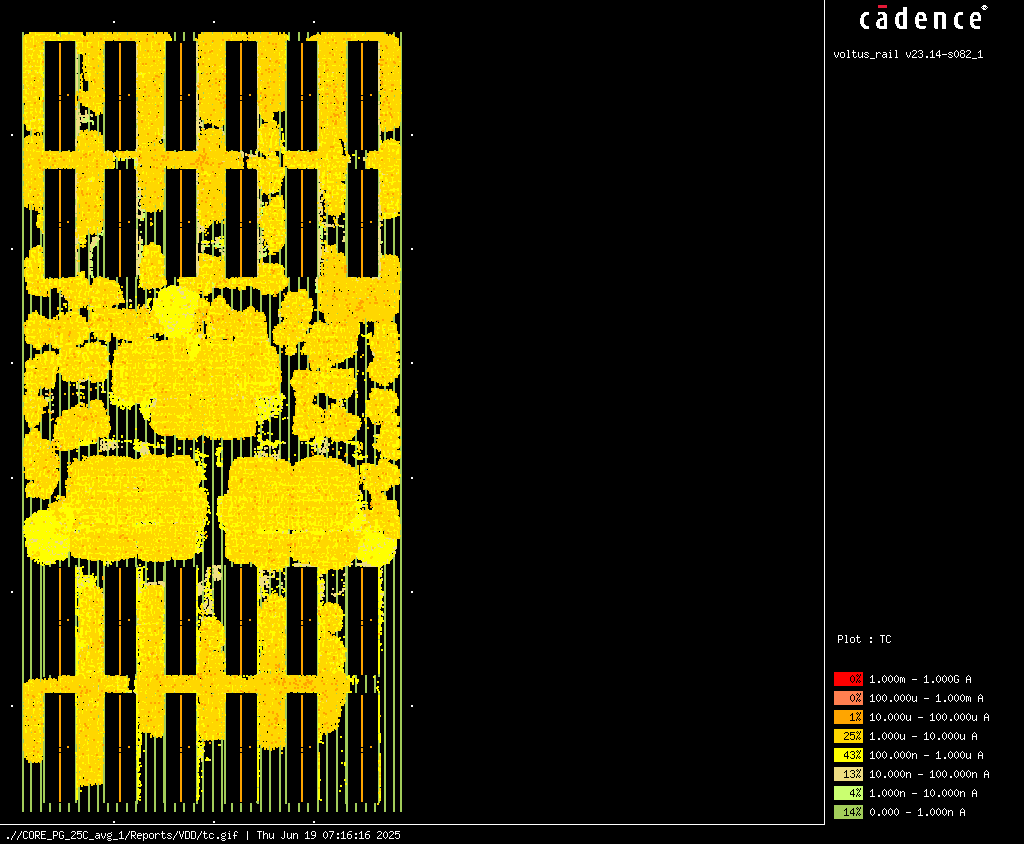 cādence®
voltus_rail v23.14-s082_1
Plot : TC
0% 1.000m - 1.000G A
0% 100.000u - 1.000m A
1% 10.000u - 100.000u A
25% 1.000u - 10.000u A
43% 100.000n - 1.000u A
13% 10.000n - 100.000n A
4% 1.000n - 10.000n A
14% 0.000 - 1.000n A
.//CORE_PG_25C_avg_1/Reports/VDD/tc.gif | Thu Jun 19 07:16:16 2025